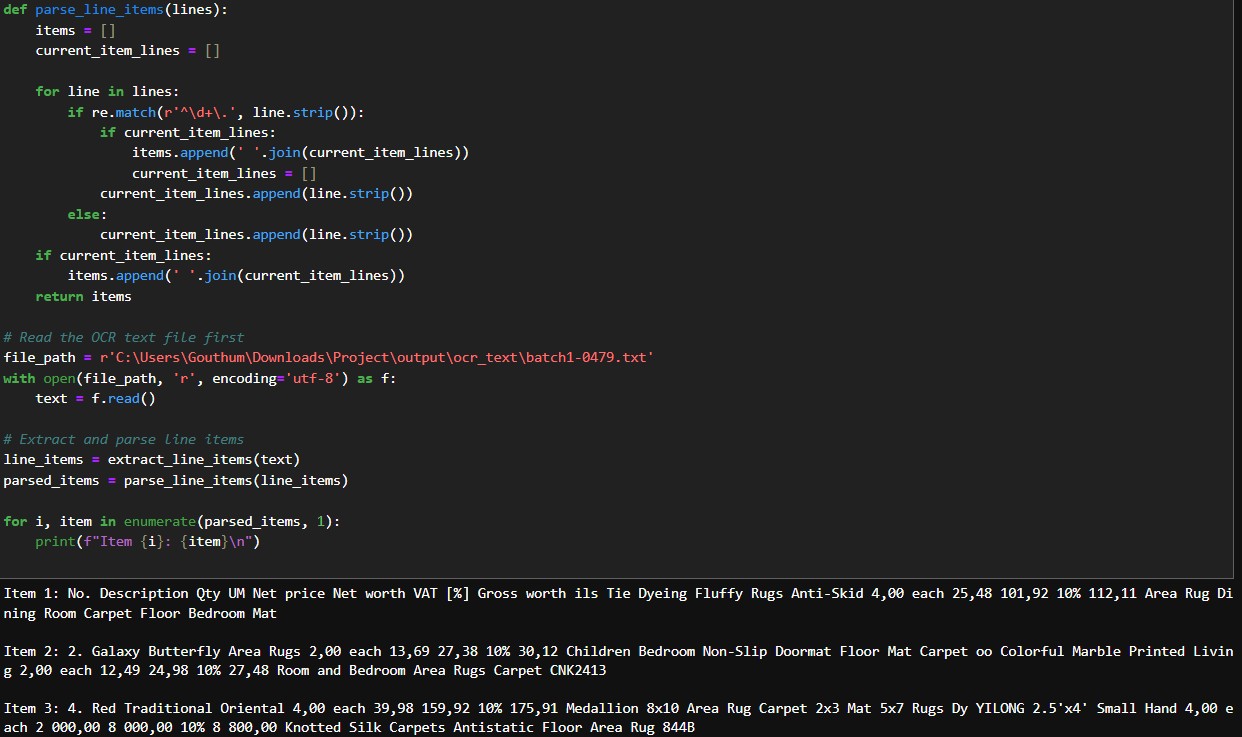 def parse_line_items(lines):
    items = []
    current_item_lines = []

    for line in lines:
        if re.match(r'^\d+\.', line.strip()):
            if current_item_lines:
                items.append(' '.join(current_item_lines))
                current_item_lines = []
            current_item_lines.append(line.strip())
        else:
            current_item_lines.append(line.strip())
    if current_item_lines:
        items.append(' '.join(current_item_lines))
    return items

# Read the OCR text file first
file_path = r'C:\Users\Gouthum\Downloads\Project\output\ocr_text\batch1-0479.txt'
with open(file_path, 'r', encoding='utf-8') as f:
    text = f.read()

# Extract and parse line items
line_items = extract_line_items(text)
parsed_items = parse_line_items(line_items)

for i, item in enumerate(parsed_items, 1):
    print(f"Item {i}: {item}\n")

Item 1: No. Description Qty UM Net price Net worth VAT [%] Gross worth ils Tie Dyeing Fluffy Rugs Anti-Skid 4,00 each 25,48 101,92 10% 112,11 Area Rug Di
ning Room Carpet Floor Bedroom Mat

Item 2: 2. Galaxy Butterfly Area Rugs 2,00 each 13,69 27,38 10% 30,12 Children Bedroom Non-Slip Doormat Floor Mat Carpet oo Colorful Marble Printed Livin
g 2,00 each 12,49 24,98 10% 27,48 Room and Bedroom Area Rugs Carpet CNK2413

Item 3: 4. Red Traditional Oriental 4,00 each 39,98 159,92 10% 175,91 Medallion 8x10 Area Rug Carpet 2x3 Mat 5x7 Rugs Dy YILONG 2.5'x4' Small Hand 4,00 e
ach 2 000,00 8 000,00 10% 8 800,00 Knotted Silk Carpets Antistatic Floor Area Rug 844B